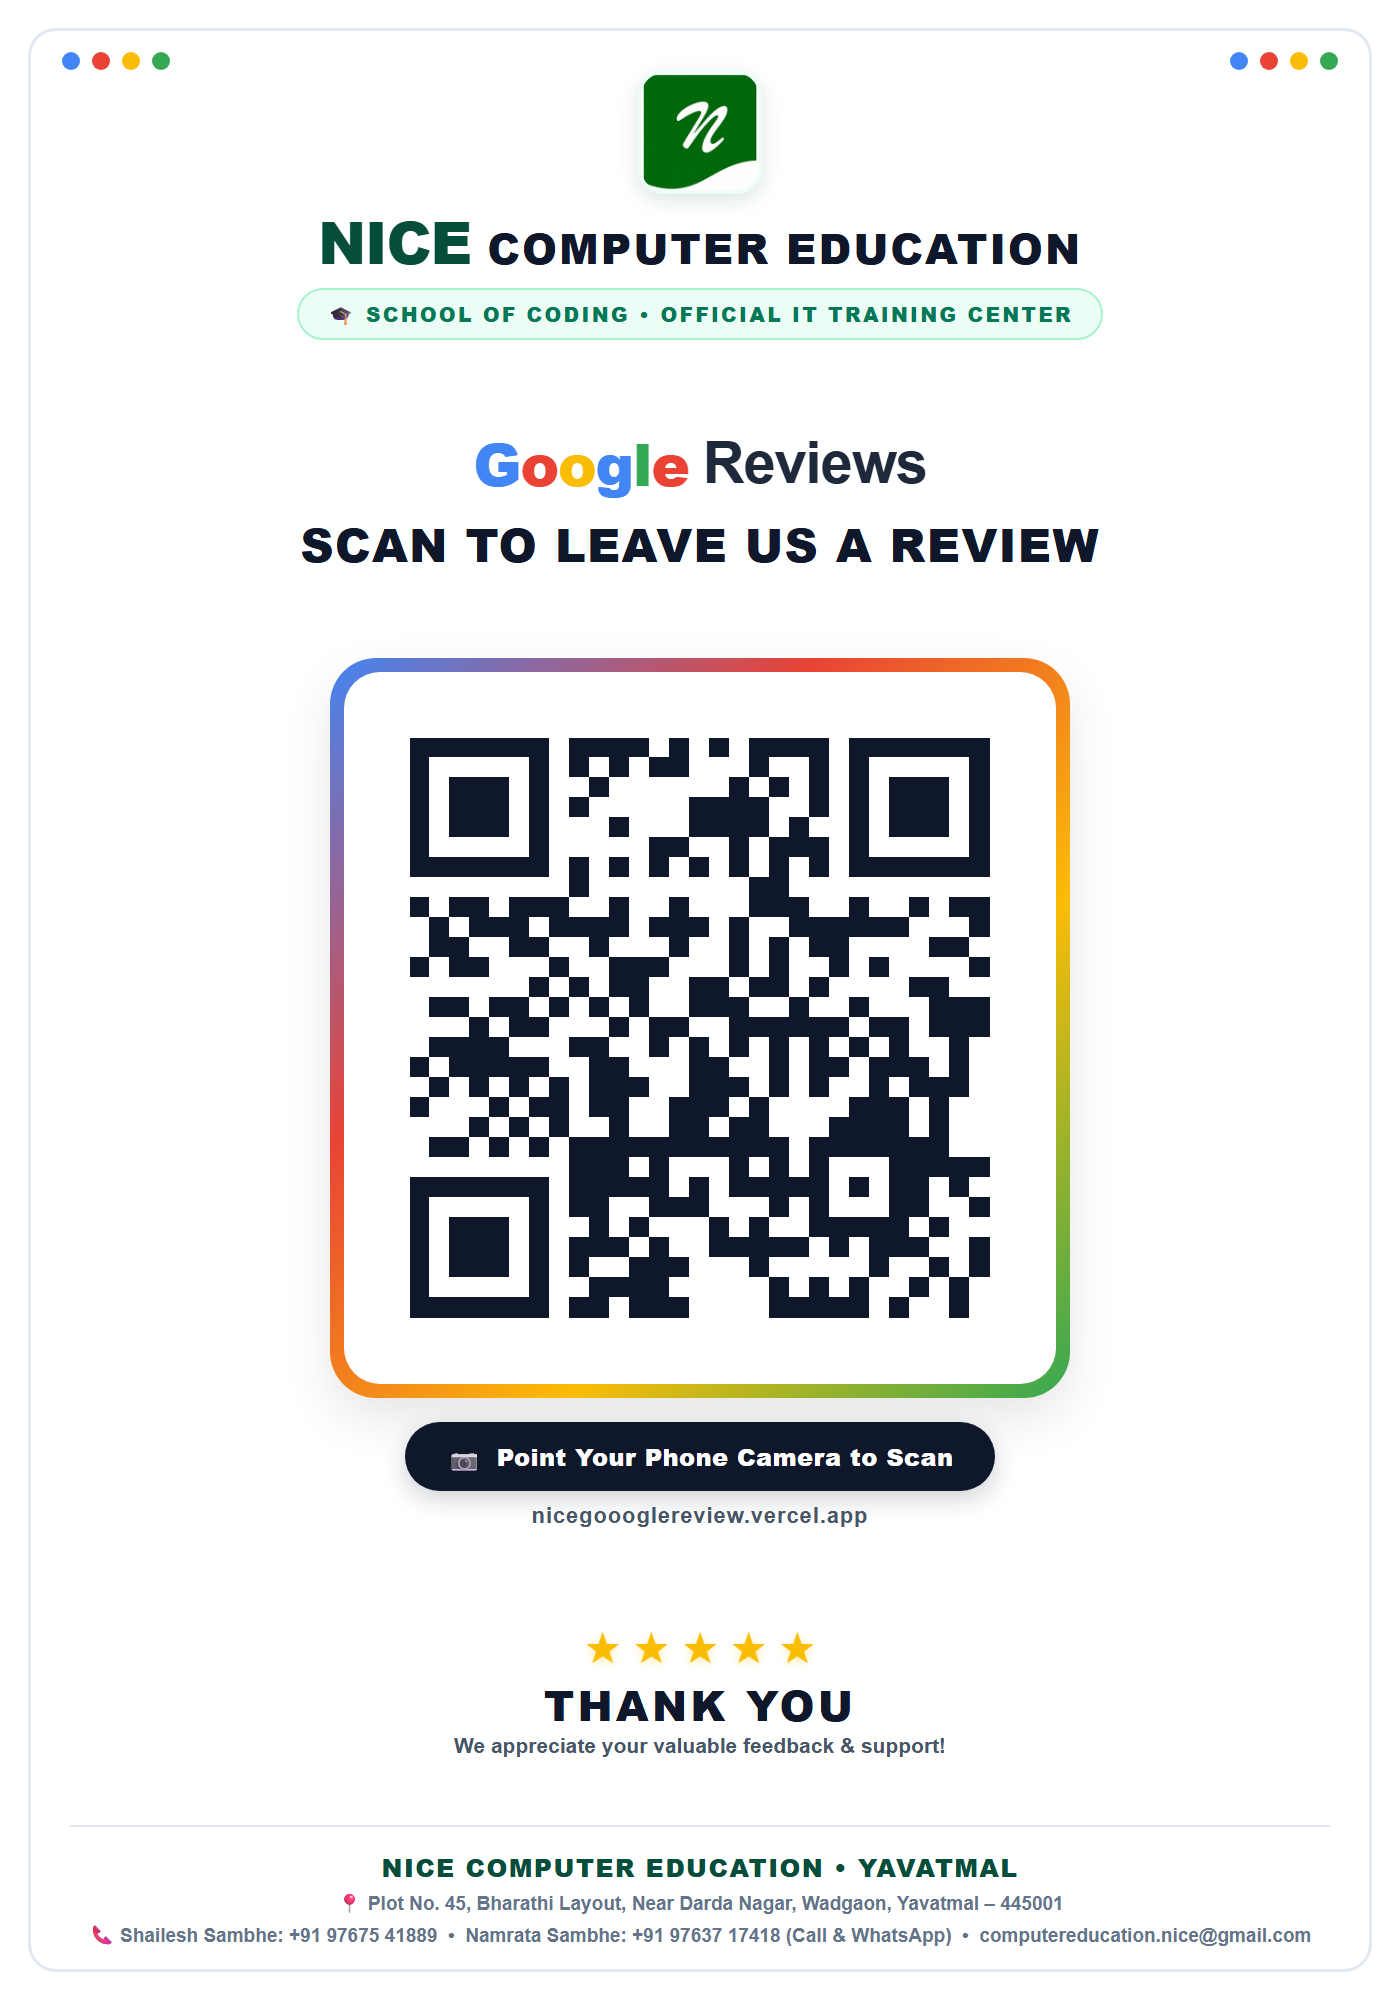 N
NICE COMPUTER EDUCATION
SCHOOL OF CODING • OFFICIAL IT TRAINING CENTER
Google Reviews
SCAN TO LEAVE US A REVIEW
Point Your Phone Camera to Scan
nicegoooglereview.vercel.app
THANK YOU
We appreciate your valuable feedback & support!
NICE COMPUTER EDUCATION • YAVATMAL
Plot No. 45, Bharathi Layout, Near Darda Nagar, Wadgaon, Yavatmal – 445001
Shailesh Sambhe: +91 97675 41889 • Namrata Sambhe: +91 97637 17418 (Call & WhatsApp) • computereducation.nice@gmail.com